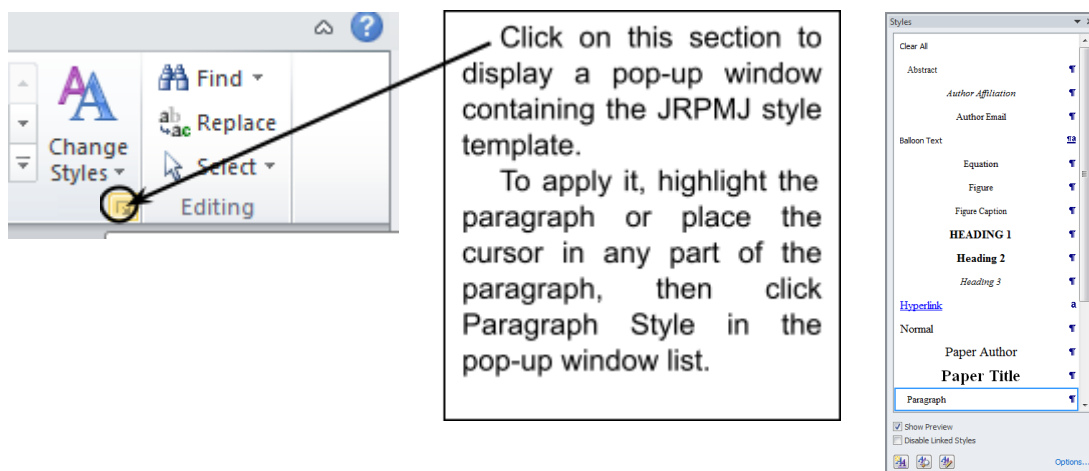 Change
Styles
Find
Replace
Select
Editing
Click on this section to
display a pop-up window
containing the JRPMJ style
template.
To apply it, highlight the
paragraph or place the
cursor in any part of the
paragraph, then click
Paragraph Style in the
pop-up window list.
Styles
Clear All
Abstract
Author Affiliation
Author Email
Balloon Text
Equation
Figure
Figure Caption
HEADING 1
Heading 2
Heading 3
Hyperlink
Normal
Paper Author
Paper Title
Paragraph
Show Preview
Disable Linked Styles
Options...